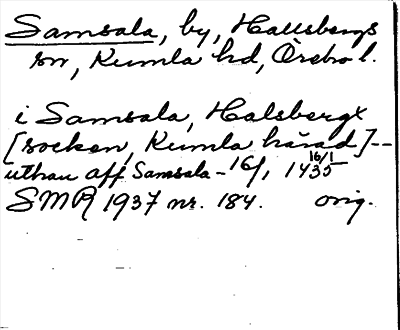 Samsala, by, Hallsbergs
sn, Kumla hd, Örebro l.
i Samsala, Halsbergx
[socken, Kumla härad]--
uthan aff Samsala - 16/, 16/1 1435
SMR 1937 nr. 184. orig.